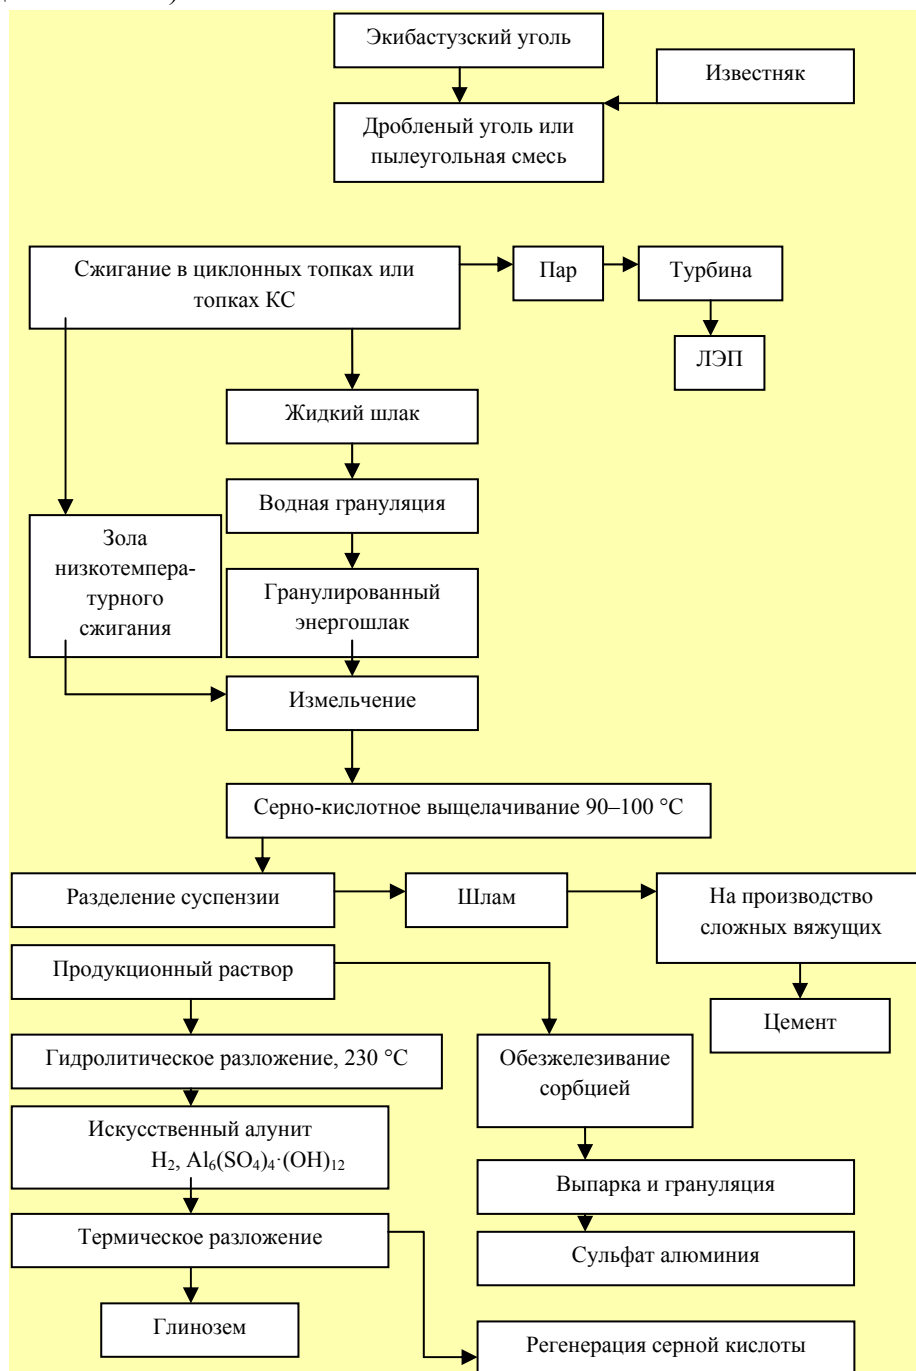 Экибастузский уголь
Известняк
Дробленый уголь или
пылеугольная смесь
Сжигание в циклонных топках или
топках КС
Пар
Турбина
ЛЭП
Жидкий шлак
Водная грануляция
Зола
низкотемпера-
турного
сжигания
Гранулированный
энергошлак
Измельчение
Серно-кислотное выщелачивание 90–100 °С
Разделение суспензии
Шлам
На производство
сложных вяжущих
Продукционный раствор
Цемент
Гидролитическое разложение, 230 °С
Обезжелезивание
сорбцией
Искусственный алунит
H₂, Al₆(SO₄)₄·(OH)₁₂
Выпарка и грануляция
Термическое разложение
Сульфат алюминия
Глинозем
Регенерация серной кислоты